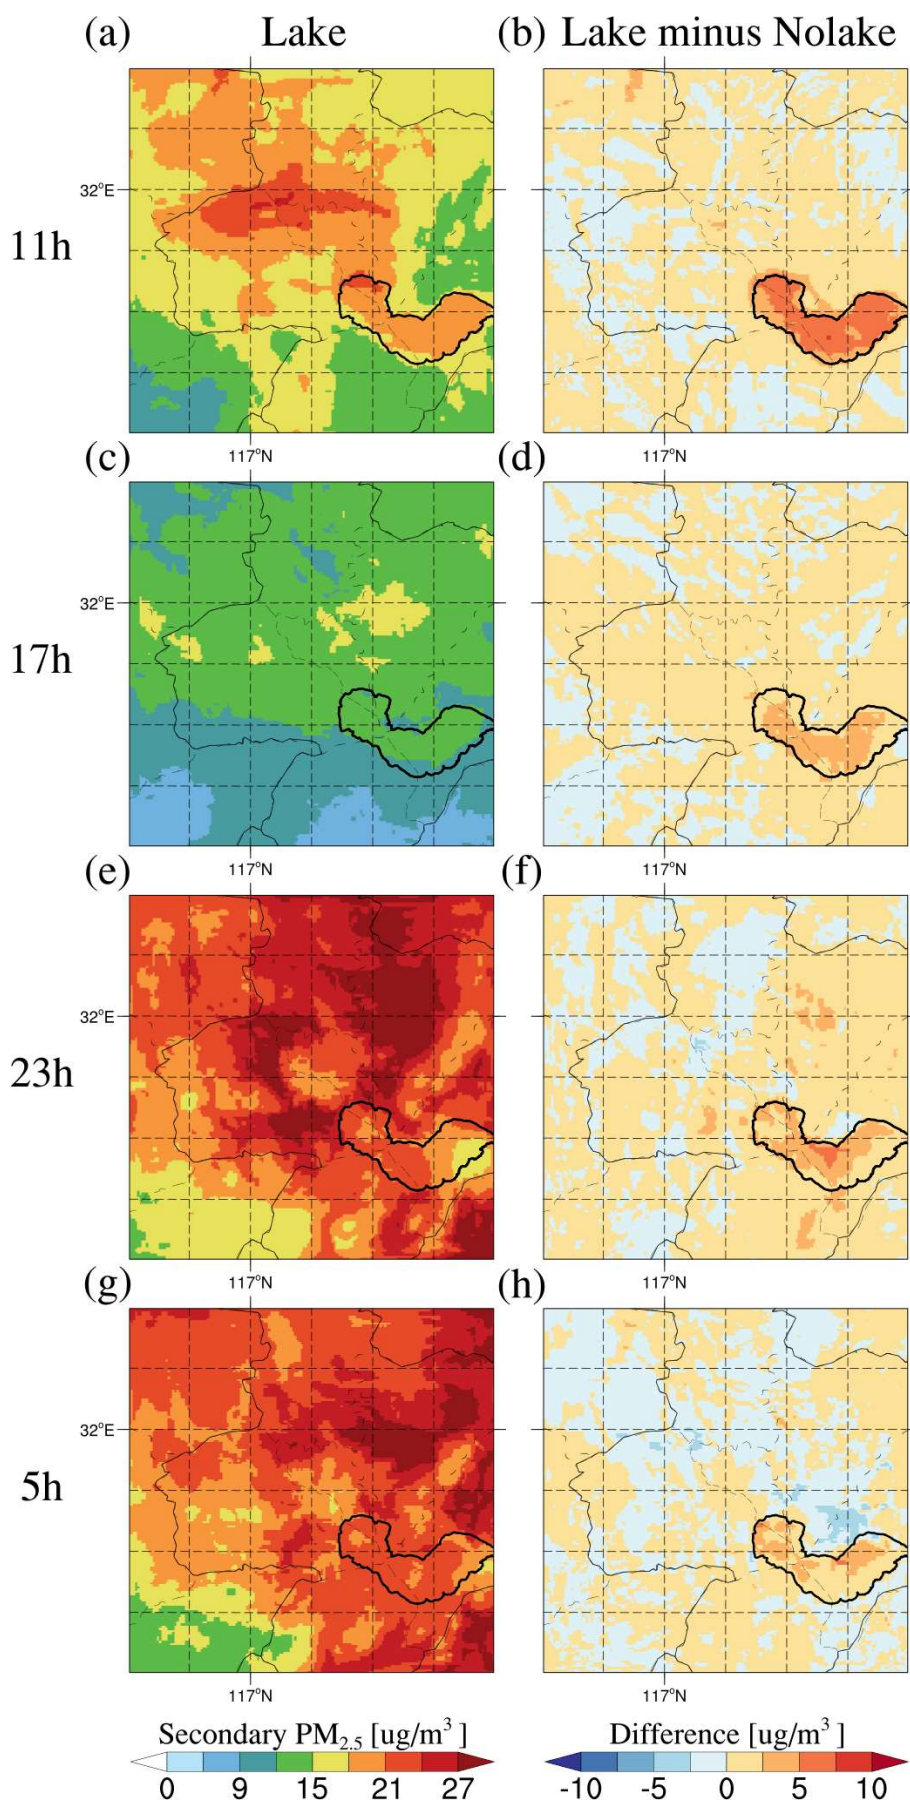 (a) Lake
(b) Lake minus Nolake
32°E
11h
117°N
117°N
(c)
(d)
32°E
17h
117°N
117°N
(e)
(f)
32°E
23h
117°N
117°N
(g)
(h)
32°E
5h
117°N
117°N
Secondary PM2.5 [ug/m³]
0 9 15 21 27
Difference [ug/m³]
-10 -5 0 5 10